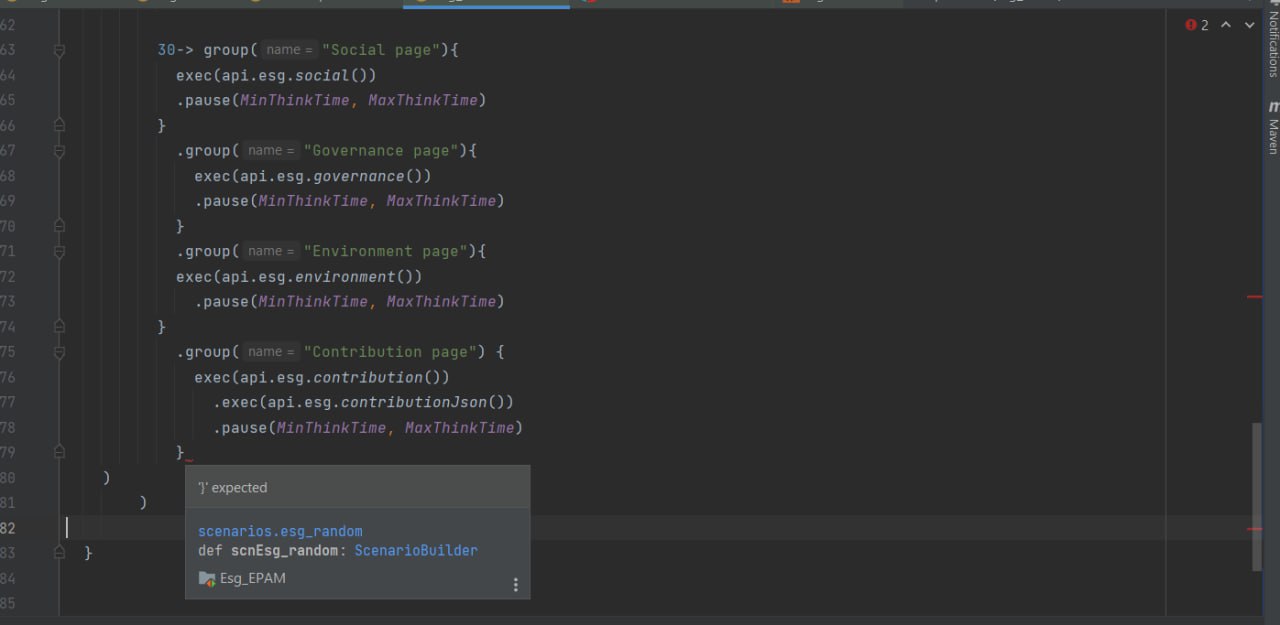 62
2
63 30-> group( name = "Social page"){
64 exec(api.esg.social())
65 .pause(MinThinkTime, MaxThinkTime)
66 }
67 .group( name = "Governance page"){
68 exec(api.esg.governance())
69 .pause(MinThinkTime, MaxThinkTime)
70 }
71 .group( name = "Environment page"){
72 exec(api.esg.environment())
73 .pause(MinThinkTime, MaxThinkTime)
74 }
75 .group( name = "Contribution page") {
76 exec(api.esg.contribution())
77 .exec(api.esg.contributionJson())
78 .pause(MinThinkTime, MaxThinkTime)
79 }
80 )
81 )
82
83 }
84
85
'}' expected
scenarios.esg_random
def scnEsg_random: ScenarioBuilder
Esg_EPAM
Notifications
m
Maven